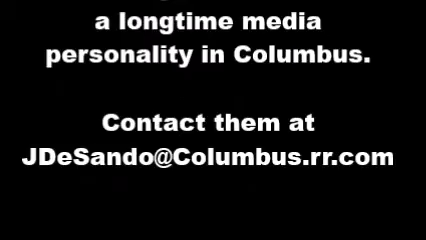 a longtime media
personality in Columbus.
Contact them at
JDeSando@Columbus.rr.com